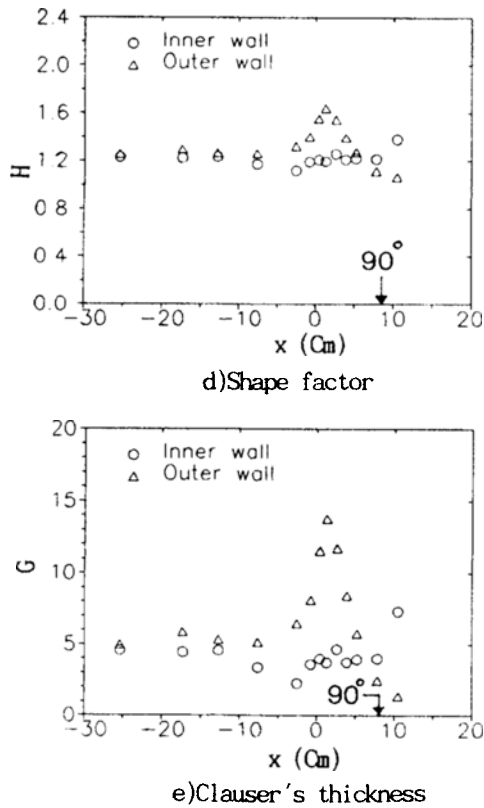 2.4
○ Inner wall
2.0
△ Outer wall
1.6
H
1.2
0.8
0.4
90°
0.0
−30 −20 −10 0 10 20
x (Cm)
d)Shape factor
20
○ Inner wall
△ Outer wall
15
G
10
5
90°
0
−30 −20 −10 0 10 20
x (Cm)
e)Clauser's thickness